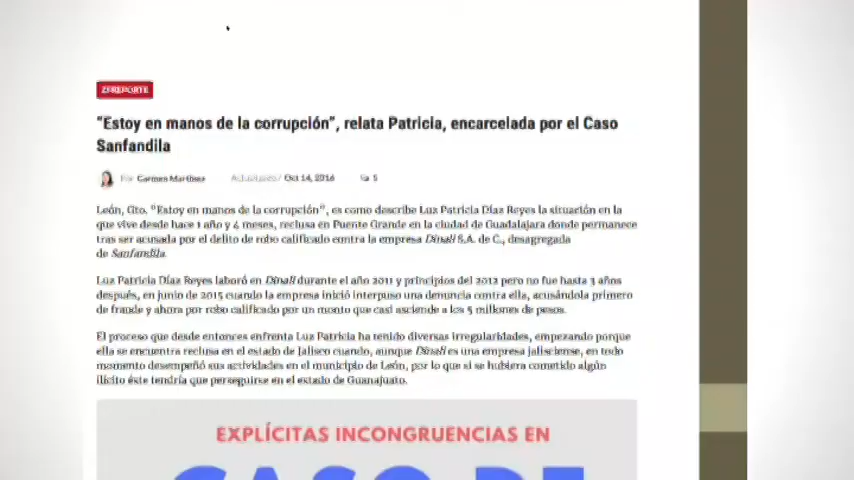 ZFREPORTE
“Estoy en manos de la corrupción”, relata Patricia, encarcelada por el Caso
Sanfandila
Por Carmen Martínez Actualizado Oct 14, 2016 5
León, Gto. “Estoy en manos de la corrupción”, es como describe Luz Patricia Díaz Reyes la situación en la
que vive desde hace 1 año y 4 meses, reclusa en Puente Grande en la ciudad de Guadalajara donde permanece
tras ser acusada por el delito de robo calificado contra la empresa Dinali S.A. de C., desagregada
de Sanfandila.
Luz Patricia Díaz Reyes laboró en Dinali durante el año 2011 y principios del 2012 pero no fue hasta 3 años
después, en junio de 2015 cuando la empresa inició interpuso una denuncia contra ella, acusándola primero
de fraude y ahora por robo calificado por un monto que casi asciende a los 5 millones de pesos.
El proceso que desde entonces enfrenta Luz Patricia ha tenido diversas irregularidades, empezando porque
ella se encuentra reclusa en el estado de Jalisco cuando, aunque Dinali es una empresa jalisciense, en todo
momento desempeñó sus actividades en el municipio de León, por lo que si se hubiera cometido algún
ilícito éste tendría que perseguirse en el estado de Guanajuato.
EXPLÍCITAS INCONGRUENCIAS EN
CASO DE